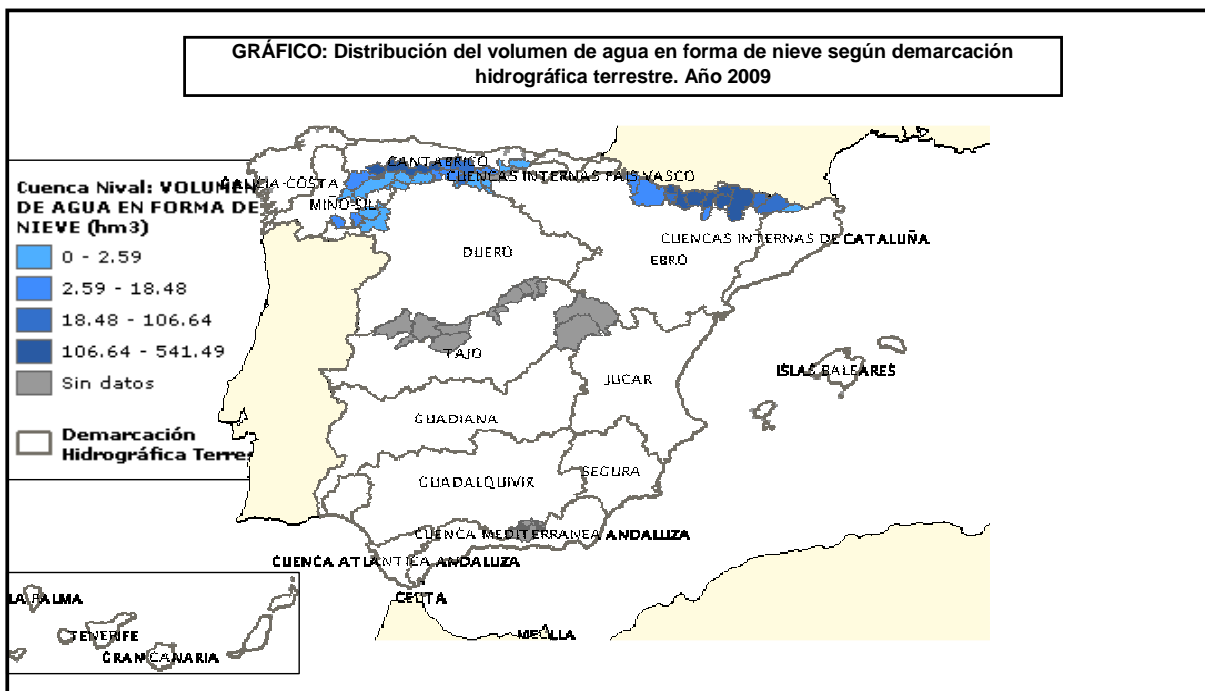 GRÁFICO: Distribución del volumen de agua en forma de nieve según demarcación
hidrográfica terrestre. Año 2009
CANTABRICO
GALICIA-COSTA
CUENCAS INTERNAS PAIS VASCO
MIÑO-SIL
Cuenca Nival: VOLUMEN
DE AGUA EN FORMA DE
NIEVE (hm3)
0 - 2.59
2.59 - 18.48
18.48 - 106.64
106.64 - 541.49
Sin datos
Demarcación
Hidrográfica Terres
CUENCAS INTERNAS DE CATALUÑA
DUERO
EBRO
TAJO
ISLAS BALEARES
JUCAR
GUADIANA
SEGURA
GUADALQUIVIR
CUENCA MEDITERRANEA ANDALUZA
CUENCA ATLANTICA ANDALUZA
CEUTA
MELILLA
LA PALMA
TENERIFE
GRAN CANARIA